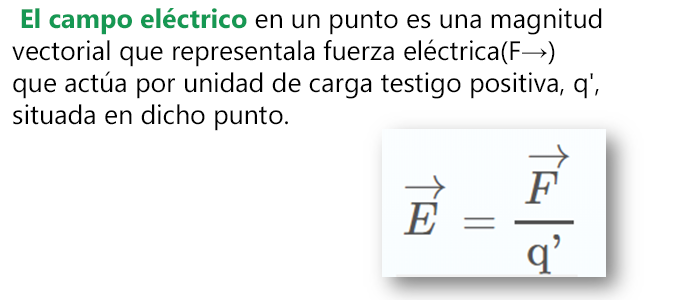 El campo eléctrico en un punto es una magnitud
vectorial que representala fuerza eléctrica(F→)
que actúa por unidad de carga testigo positiva, q',
situada en dicho punto.
$\overrightarrow{E} = \frac{\overrightarrow{F}}{q’}$